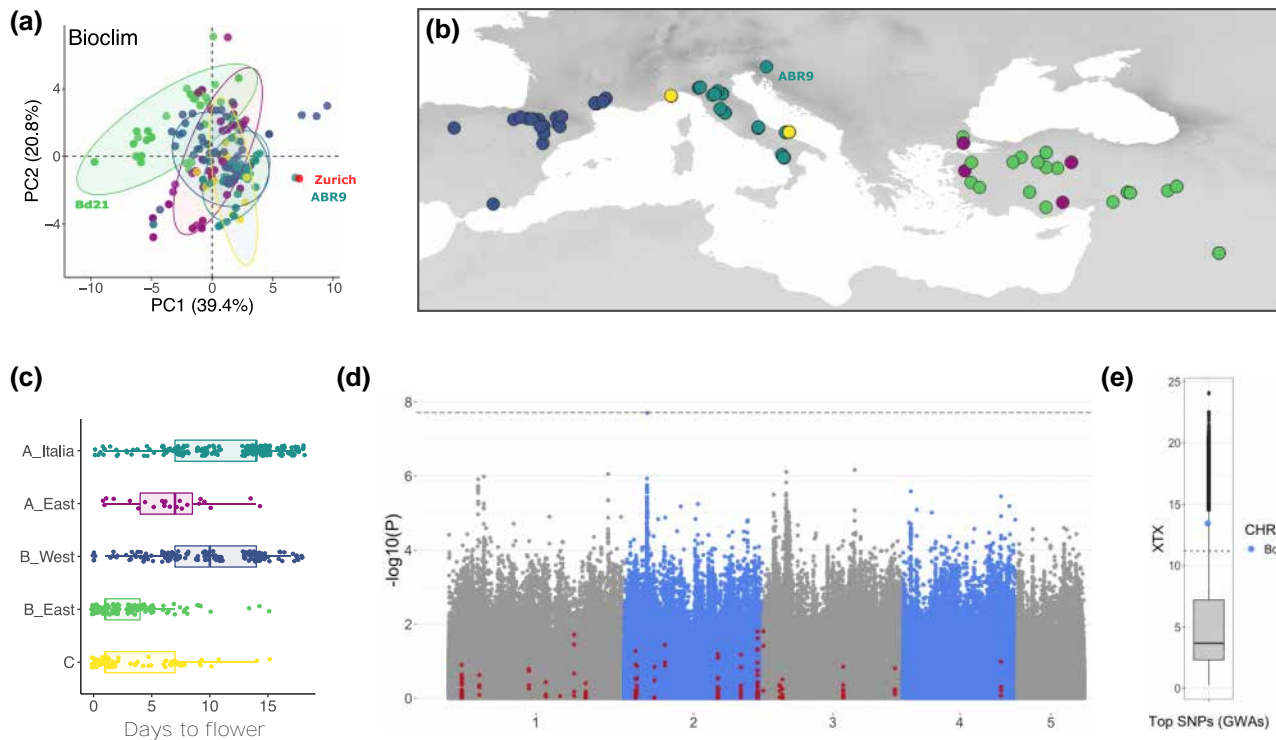 (a)
Bioclim
PC2 (20.8%)
4
0
−4
Zurich
ABR9
Bd21
−10
−5
0
5
10
PC1 (39.4%)
(b)
ABR9
(c)
A_Italia
A_East
B_West
B_East
C
0
5
10
15
Days to flower
(d)
-log10(P)
8
6
4
2
0
1
2
3
4
5
(e)
XTX
25
20
15
10
5
0
CHR
Bd
Top SNPs (GWAs)